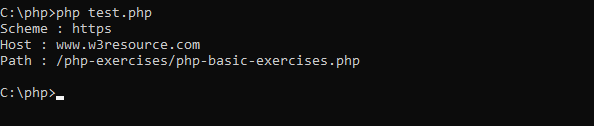 C:\php>php test.php
Scheme : https
Host : www.w3resource.com
Path : /php-exercises/php-basic-exercises.php
C:\php>